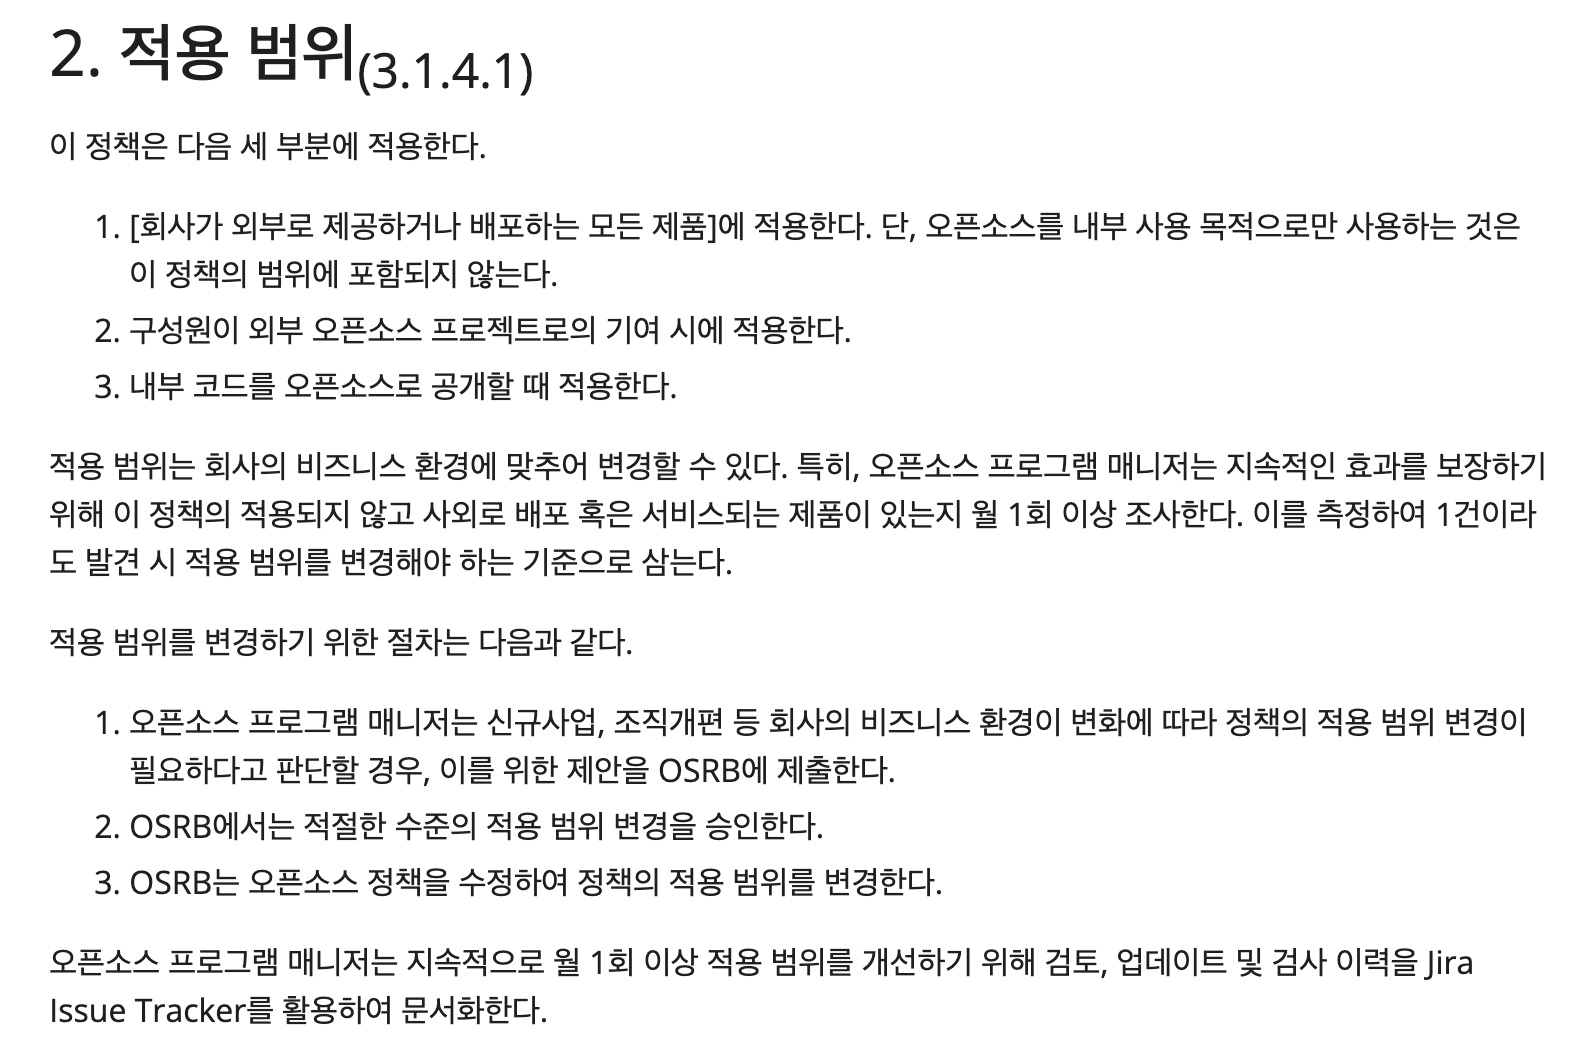 2. 적용 범위(3.1.4.1)
이 정책은 다음 세 부분에 적용한다.
1. [회사가 외부로 제공하거나 배포하는 모든 제품]에 적용한다. 단, 오픈소스를 내부 사용 목적으로만 사용하는 것은
이 정책의 범위에 포함되지 않는다.
2. 구성원이 외부 오픈소스 프로젝트로의 기여 시에 적용한다.
3. 내부 코드를 오픈소스로 공개할 때 적용한다.
적용 범위는 회사의 비즈니스 환경에 맞추어 변경할 수 있다. 특히, 오픈소스 프로그램 매니저는 지속적인 효과를 보장하기
위해 이 정책의 적용되지 않고 사외로 배포 혹은 서비스되는 제품이 있는지 월 1회 이상 조사한다. 이를 측정하여 1건이라
도 발견 시 적용 범위를 변경해야 하는 기준으로 삼는다.
적용 범위를 변경하기 위한 절차는 다음과 같다.
1. 오픈소스 프로그램 매니저는 신규사업, 조직개편 등 회사의 비즈니스 환경이 변화에 따라 정책의 적용 범위 변경이
필요하다고 판단할 경우, 이를 위한 제안을 OSRB에 제출한다.
2. OSRB에서는 적절한 수준의 적용 범위 변경을 승인한다.
3. OSRB는 오픈소스 정책을 수정하여 정책의 적용 범위를 변경한다.
오픈소스 프로그램 매니저는 지속적으로 월 1회 이상 적용 범위를 개선하기 위해 검토, 업데이트 및 검사 이력을 Jira
Issue Tracker를 활용하여 문서화한다.